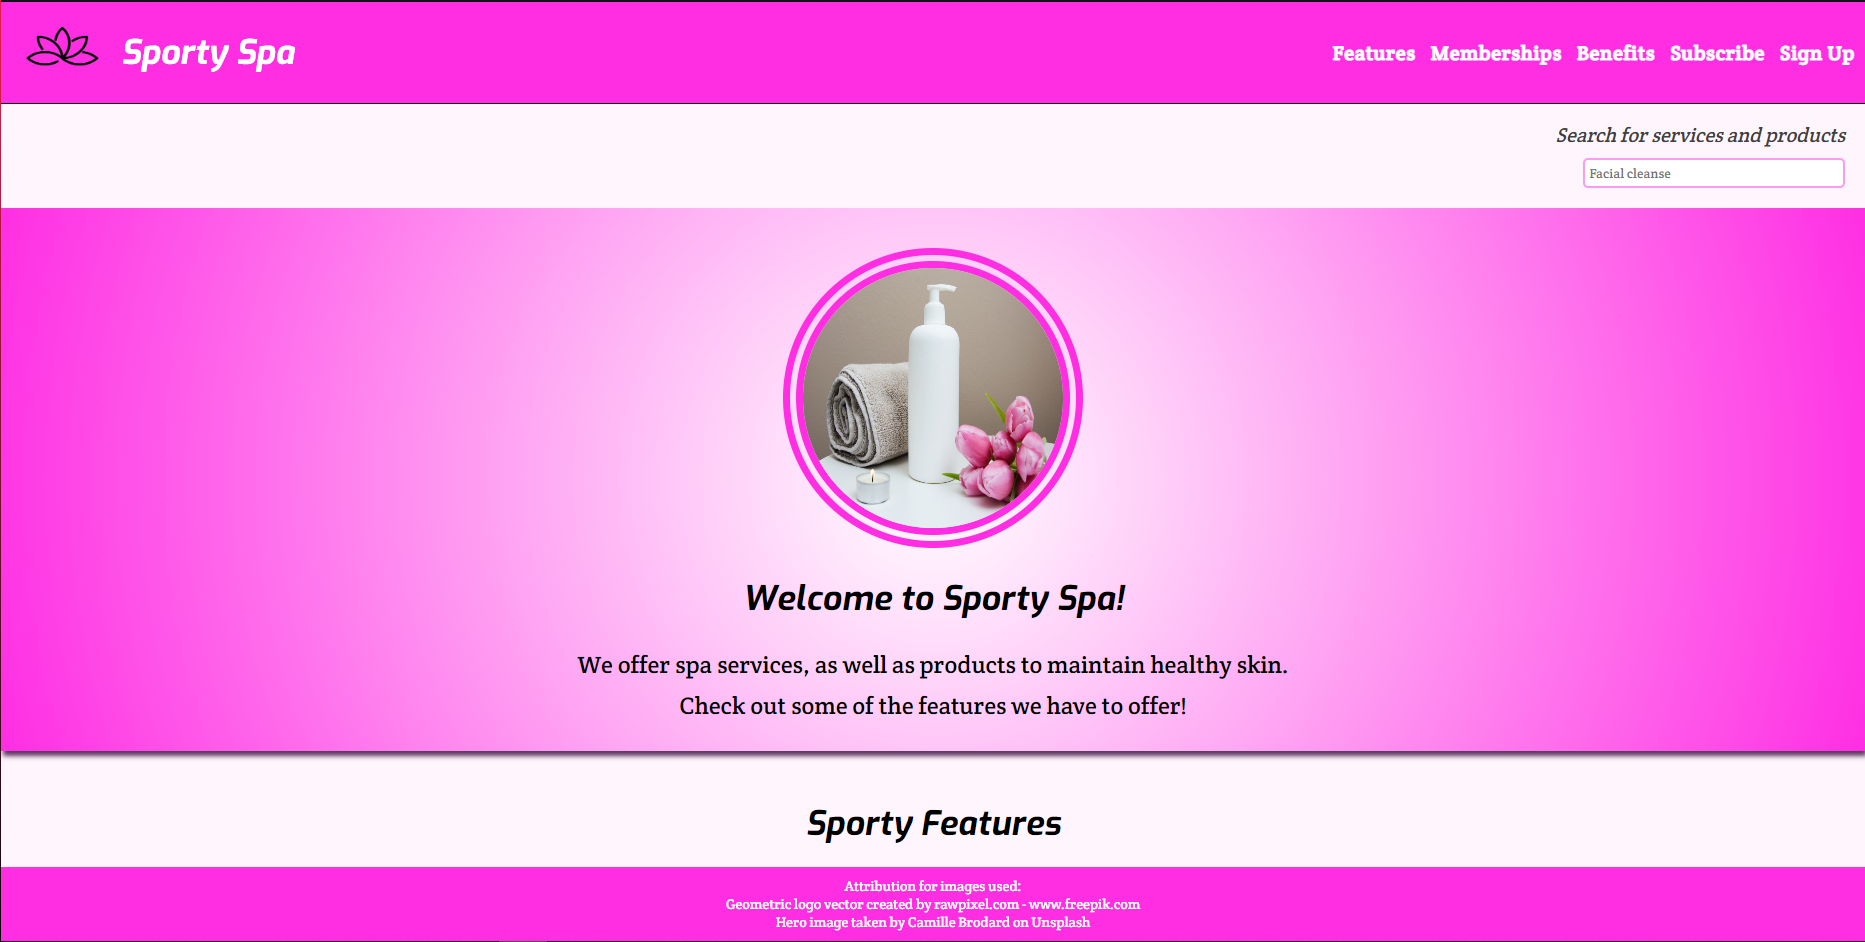 Sporty Spa
Features Memberships Benefits Subscribe Sign Up
Search for services and products
Facial cleanse
Welcome to Sporty Spa!
We offer spa services, as well as products to maintain healthy skin.
Check out some of the features we have to offer!
Sporty Features
Attribution for images used:
Geometric logo vector created by rawpixel.com - www.freepik.com
Hero image taken by Camille Brodard on Unsplash